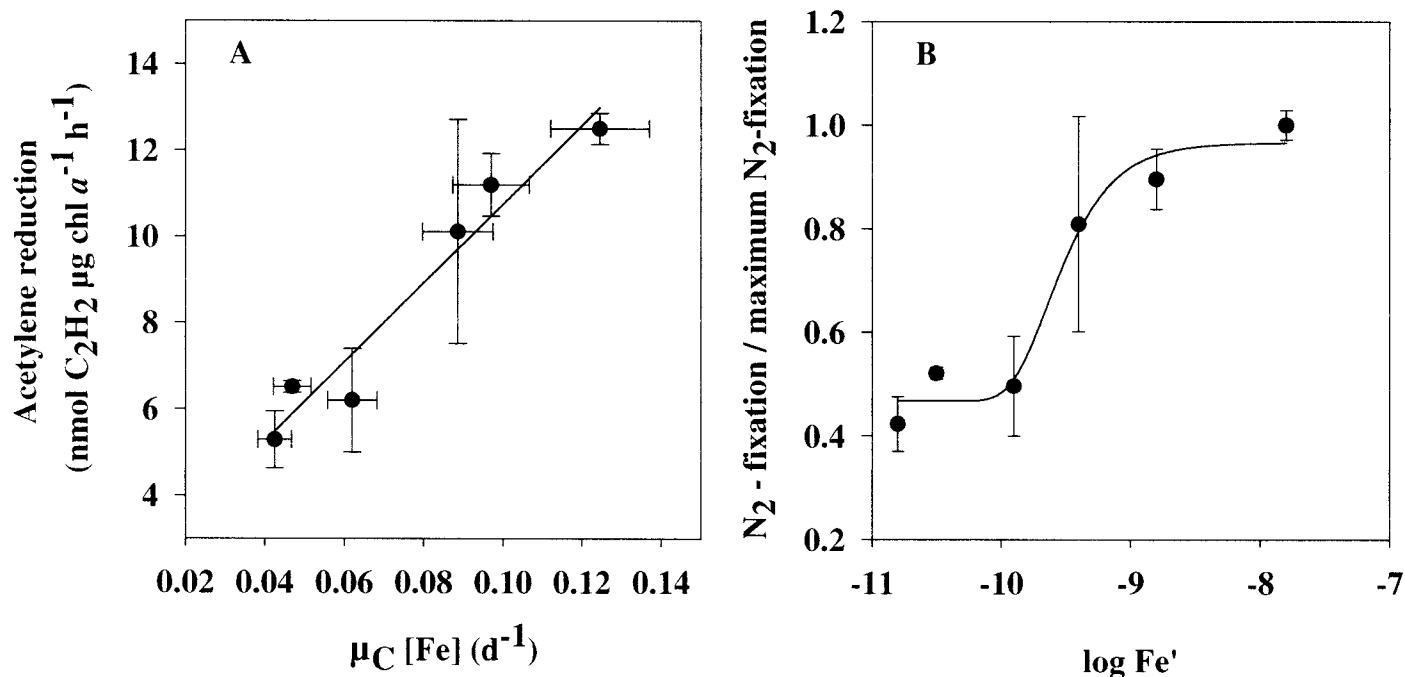 A
Acetylene reduction
(nmol C2H2 µg chl a-1 h-1)
14
12
10
8
6
4
0.02 0.04 0.06 0.08 0.10 0.12 0.14
µC [Fe] (d-1)
B
N2 - fixation / maximum N2-fixation
1.2
1.0
0.8
0.6
0.4
0.2
-11 -10 -9 -8 -7
log Fe'